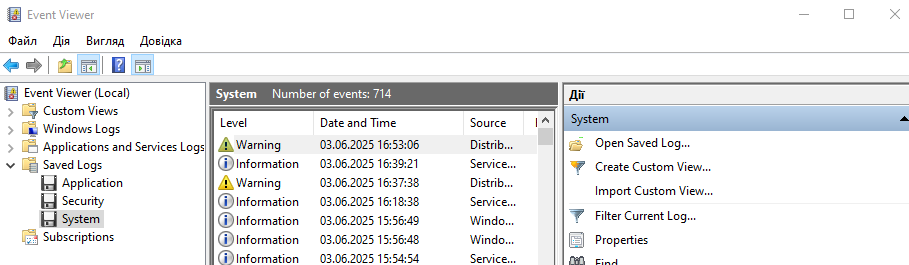 Event Viewer
Файл Дія Вигляд Довідка
Event Viewer (Local)
Custom Views
Windows Logs
Applications and Services Logs
Saved Logs
Application
Security
System
Subscriptions
System Number of events: 714
Level Date and Time Source
Warning 03.06.2025 16:53:06 Distrib...
Information 03.06.2025 16:39:21 Service...
Warning 03.06.2025 16:37:38 Distrib...
Information 03.06.2025 16:18:38 Service...
Information 03.06.2025 15:56:49 Windo...
Information 03.06.2025 15:56:48 Windo...
Information 03.06.2025 15:54:54 Service...
Дії
System
Open Saved Log...
Create Custom View...
Import Custom View...
Filter Current Log...
Properties
Find